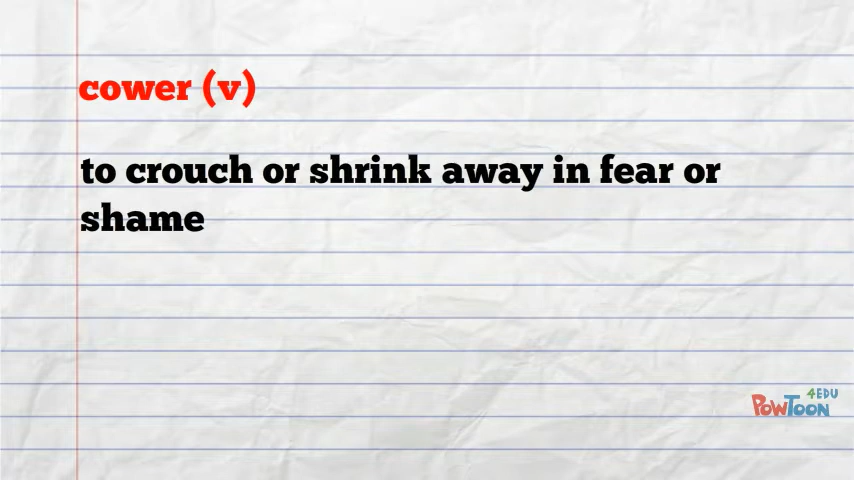 cower (v)
to crouch or shrink away in fear or
shame
4EDU
PowToon